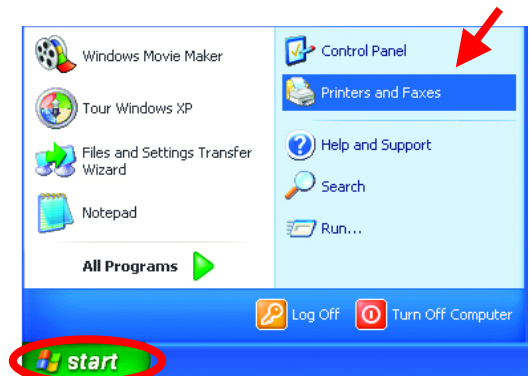 Windows Movie Maker
Tour Windows XP
Files and Settings Transfer
Wizard
Notepad
All Programs
Control Panel
Printers and Faxes
Help and Support
Search
Run...
Log Off
Turn Off Computer
start